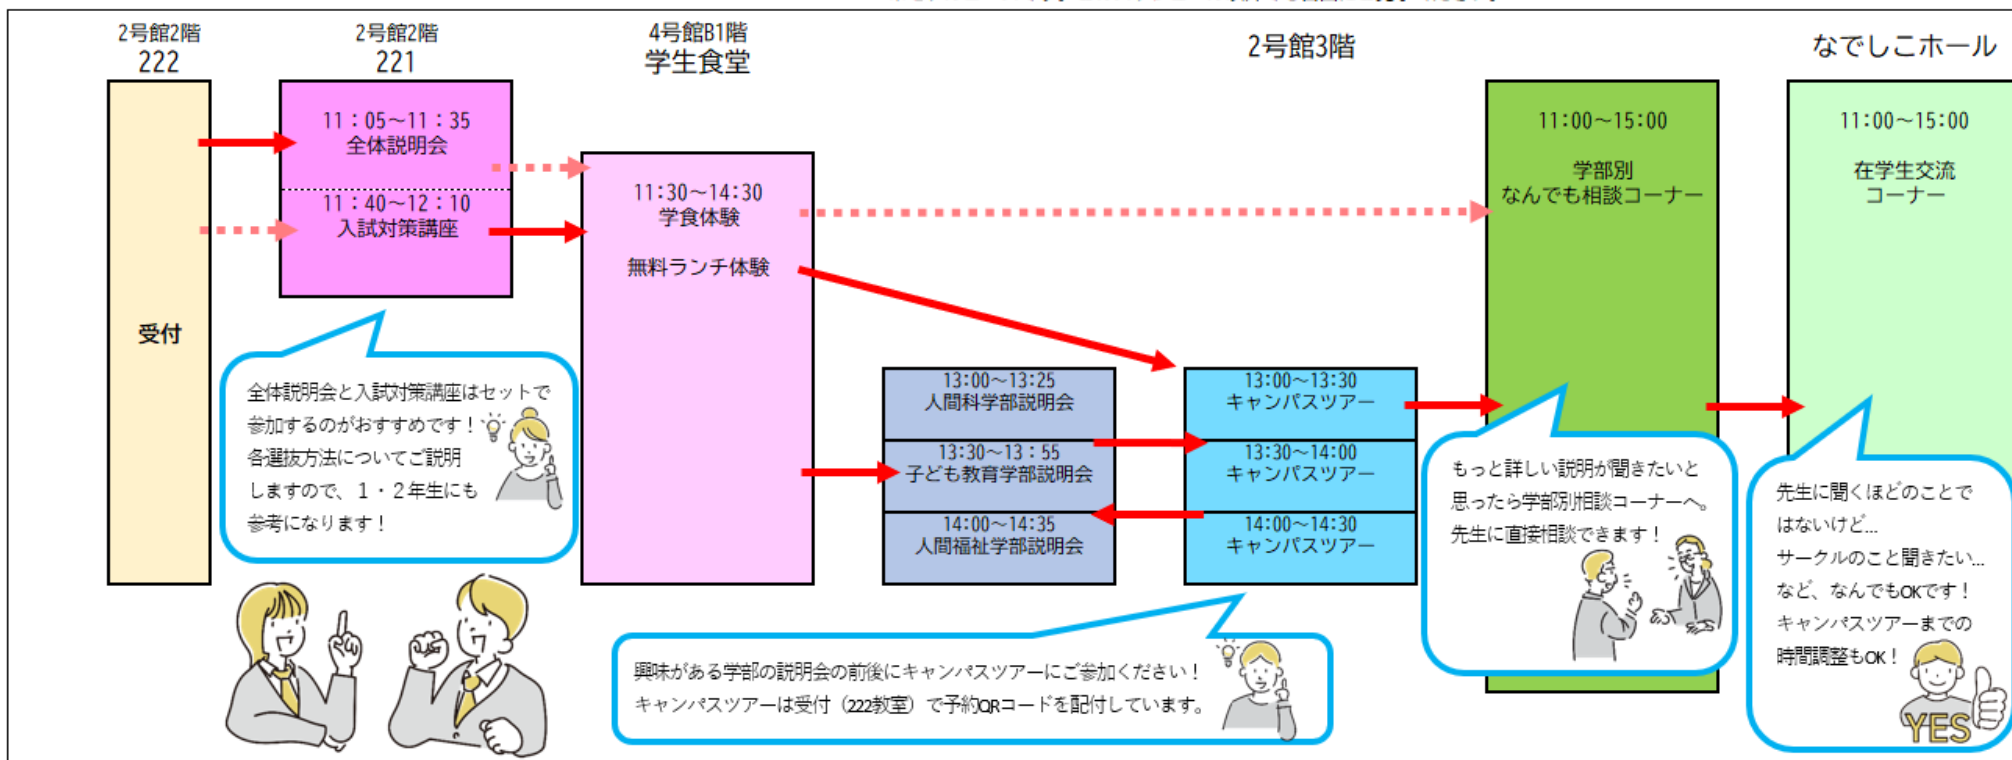 2号館2階
222
2号館2階
221
4号館B1階
学生食堂
2号館3階
なでしこホール
受付
11：05～11：35
全体説明会
11：40～12：10
入試対策講座
11:30～14:30
学食体験
無料ランチ体験
13:00～13:25
人間科学部説明会
13:30～13：55
子ども教育学部説明会
14:00～14:35
人間福祉学部説明会
13:00～13:30
キャンパスツアー
13:30～14:00
キャンパスツアー
14:00～14:30
キャンパスツアー
11:00～15:00
学部別
なんでも相談コーナー
11:00～15:00
在学生交流
コーナー
全体説明会と入試対策講座はセットで
参加するのがおすすめです！
各選抜方法についてご説明
しますので、１・２年生にも
参考になります！
興味がある学部の説明会の前後にキャンパスツアーにご参加ください！
キャンパスツアーは受付（222教室）で予約QRコードを配付しています。
もっと詳しい説明が聞きたいと
思ったら学部別相談コーナーへ。
先生に直接相談できます！
先生に聞くほどのことで
はないけど…
サークルのこと聞きたい…
など、なんでもOKです！
キャンパスツアーまでの
時間調整もOK！
YES